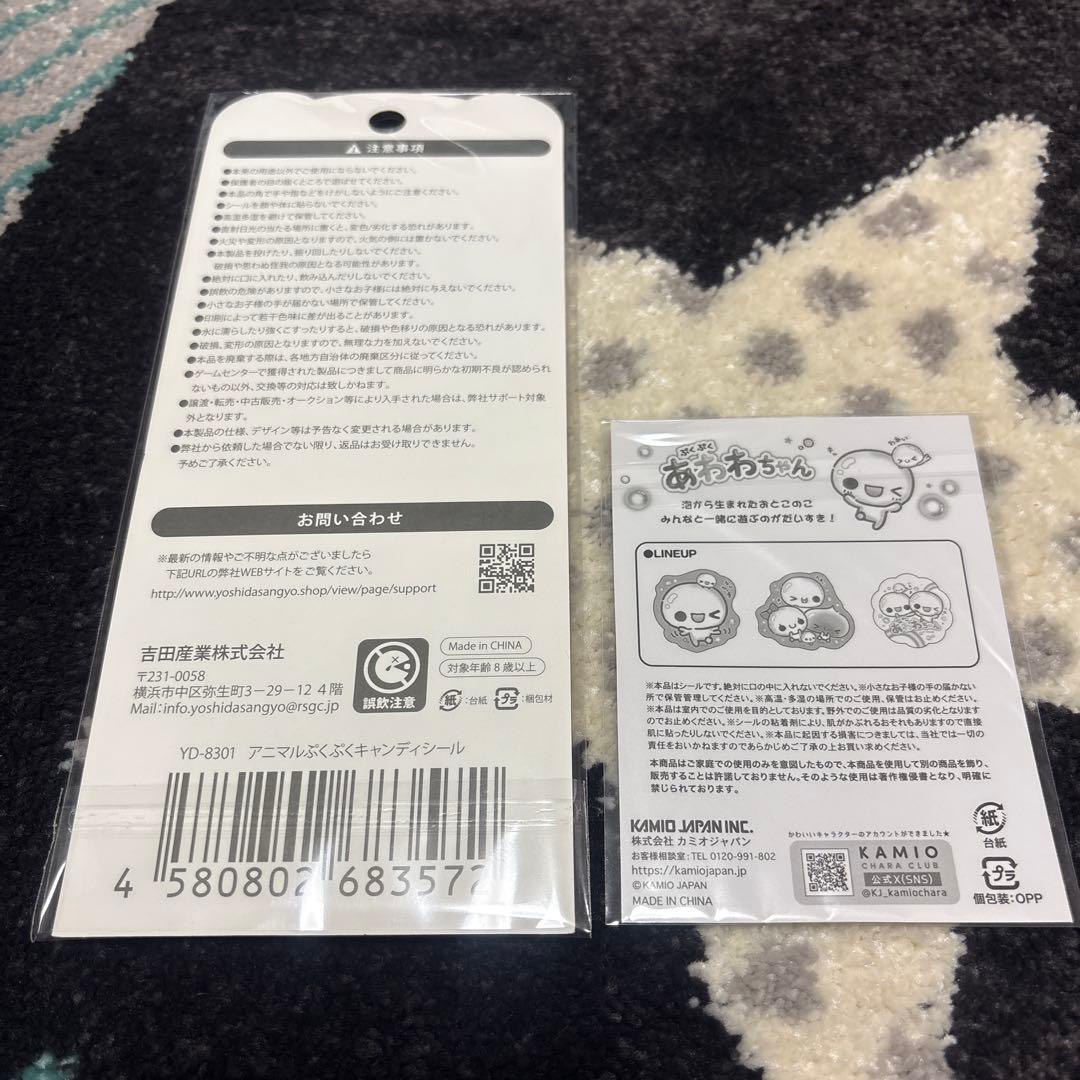 注意事項
●本来の用途以外でご使用にならないでください。
●保護者の目の届くところで遊ばせてください。
●本品の角で手や指などをけがしないようにご注意ください。
●シールを顔や体に貼らないでください。
●高温多湿を避けて保管してください。
●直射日光の当たる場所に置くと、変色/劣化する恐れがあります。
●火災や変形の原因となりますので、火気の側には置かないでください。
●本製品を投げたり、振り回したりしないでください。
破損や思わぬ怪我の原因となる可能性があります。
●絶対に口に入れたり、飲み込んだりしないでください。
●誤飲の危険がありますので、小さなお子様には絶対に与えないでください。
●小さなお子様の手が届かない場所で保管してください。
●印刷によって若干色味に差が出ることがあります。
●水に濡らしたり強くこすったりすると、破損や色移りの原因となる恐れがあります。
●破損、変形の原因となりますので、無理な力を加えないでください。
●本品を廃棄する際は、各地方自治体の廃棄区分に従ってください。
●ゲームセンターで獲得された製品につきまして商品に明らかな初期不良が認められ
ないもの以外、交換等の対応は致しかねます。
●譲渡・転売・中古販売・オークション等により入手された場合は、弊社サポート対象
外となります。
●本製品の仕様、デザイン等は予告なく変更される場合があります。
●弊社から依頼した場合でない限り、返品はお受け取りできません。
予めご了承ください。
お問い合わせ
※最新の情報やご不明な点がございましたら
下記URLの弊社WEBサイトをご覧ください。
http://www.yoshidasangyo.shop/view/page/support
吉田産業株式会社
〒231-0058
横浜市中区弥生町3-29-12 4階
Mail:info.yoshidasangyo@rsgc.jp
誤飲注意
Made in CHINA
対象年齢8歳以上
紙:台紙 プラ:梱包材
YD-8301 アニマルぷくぷくキャンディシール
4 580802 683572
ぷくぷく
あわわちゃん
わあい
泡から生まれたおとこのこ
みんなと一緒に遊ぶのがだいすき!
●LINEUP
※本品はシールです。絶対に口の中に入れないでください。※小さなお子様の手の届かない
所で保管管理してください。※高温・多湿の場所でのご使用、保管はお止めください。
※本品は室内でのご使用を目的としております。野外でのご使用は品質の劣化となります
のでお止めください。※シールの粘着剤により、肌がかぶれるおそれもありますので直接
肌に貼ったりしないでください。※本品に起因する損害につきましては、当社では一切の
責任をおいかねますのであらかじめご了承の上お買い求めください。
本商品はご家庭での使用のみを意図したもので、本商品を使用して別の商品を飾り、
販売することは許諾しておりません。そのような使用は著作権侵害となり、明確に
禁じられております。
KAMIO JAPAN INC.
株式会社 カミオジャパン
お客様相談室:TEL 0120-991-802
https://kamiojapan.jp
©KAMIO JAPAN
MADE IN CHINA
かわいいキャラクターのアカウントができました★
KAMIO
CHARA CLUB
公式X(SNS)
@KJ_kamiochara
紙
台紙
プラ
個包装:OPP